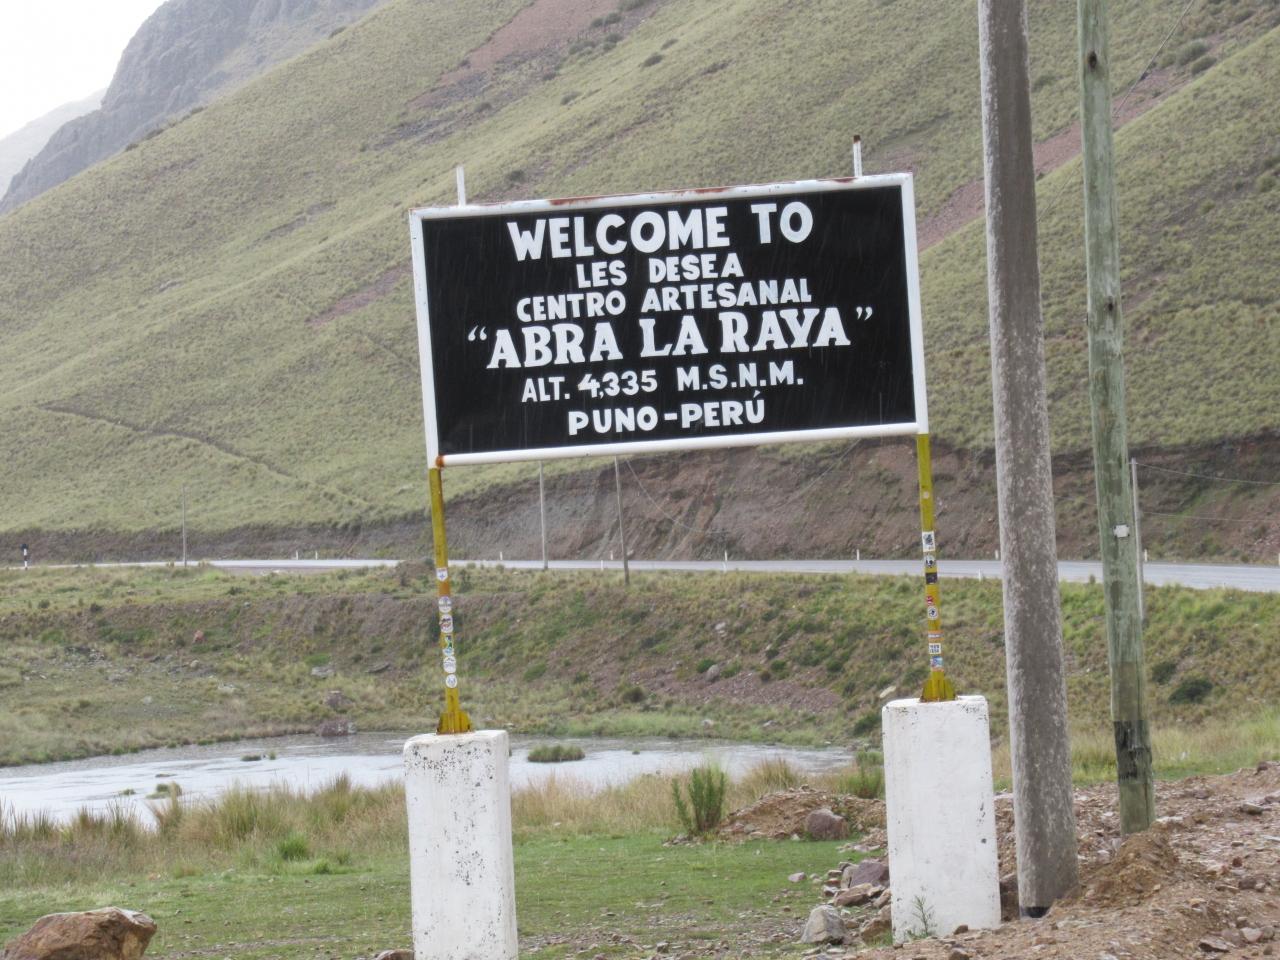 WELCOME TO
LES DESEA
CENTRO ARTESANAL
"ABRA LA RAYA"
ALT. 4,335 M.S.N.M.
PUNO-PERÚ